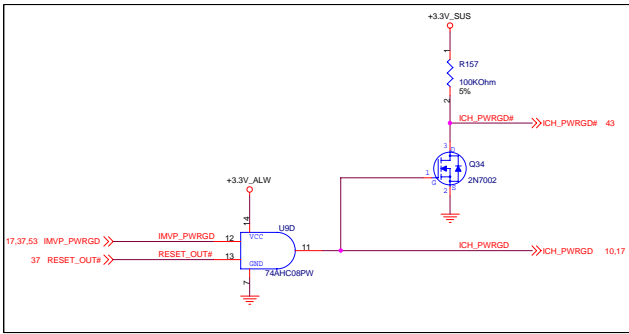 +3.3V_SUS
1
R157
100KOhm
5%
2
ICH_PWRGD#
ICH_PWRGD# 43
3 D
Q34
1 G
2N7002
2 S
+3.3V_ALW
14
U9D
VCC
17,37,53 IMVP_PWRGD
IMVP_PWRGD
12
11
ICH_PWRGD
ICH_PWRGD 10,17
37 RESET_OUT#
RESET_OUT#
13
GND
74AHC08PW
7